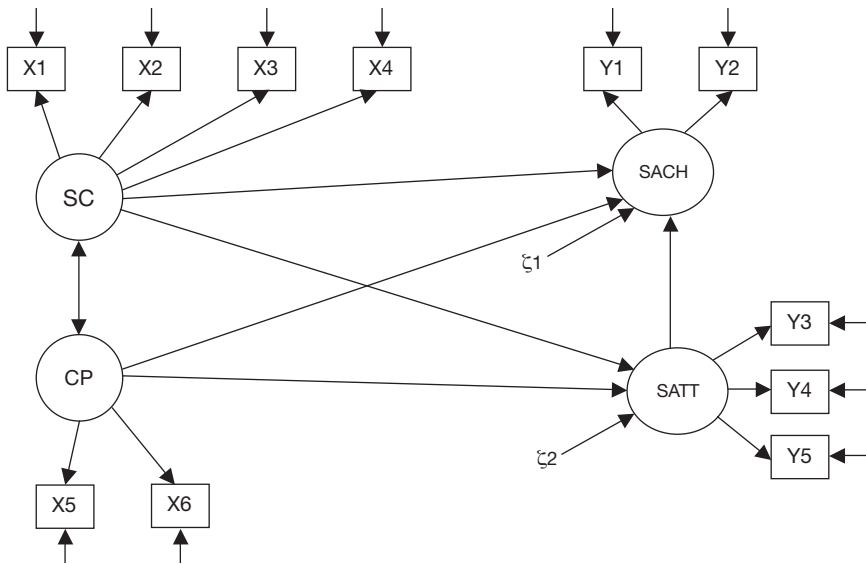 X1 X2 X3 X4 Y1 Y2
SC
SACH
ζ1
CP
Y3
SATT
Y4
ζ2
Y5
X5 X6